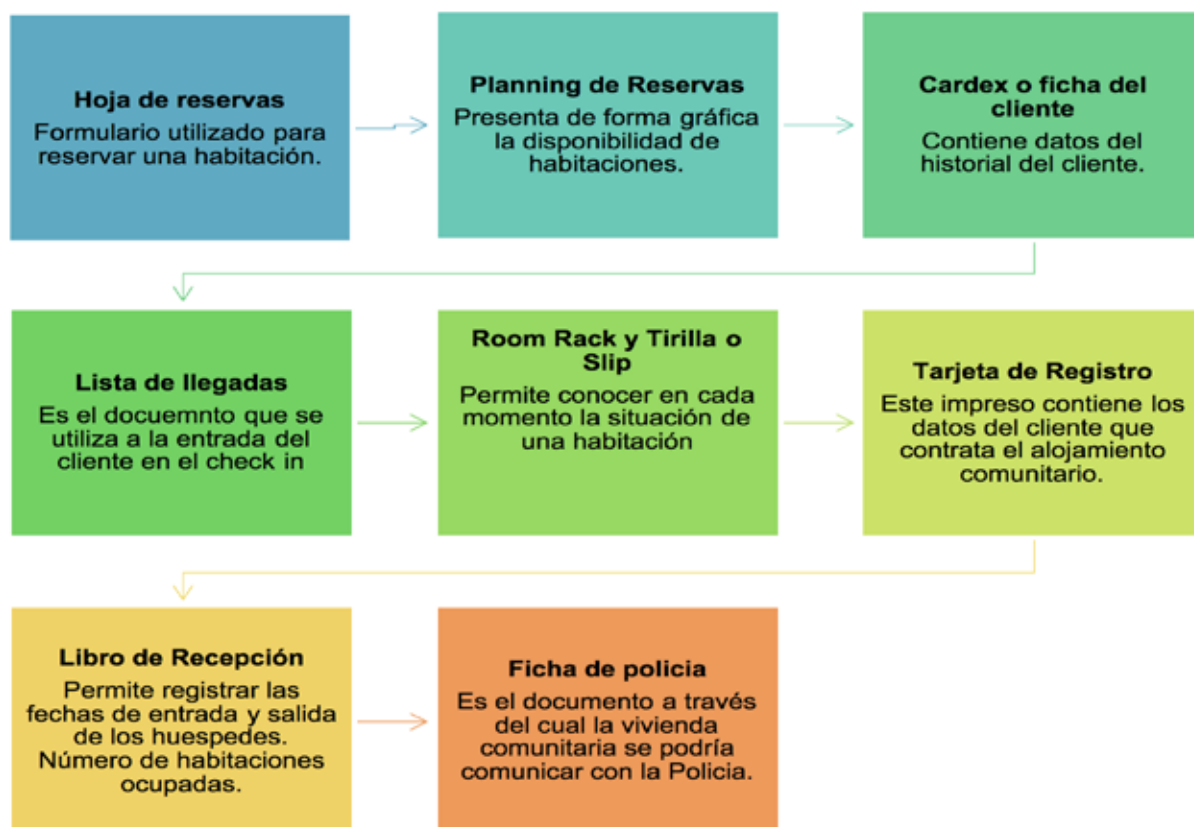 Hoja de reservas
Formulario utilizado para
reservar una habitación.
Planning de Reservas
Presenta de forma gráfica
la disponibilidad de
habitaciones.
Cardex o ficha del
cliente
Contiene datos del
historial del cliente.
Lista de llegadas
Es el docuemnto que se
utiliza a la entrada del
cliente en el check in
Room Rack y Tirilla o
Slip
Permite conocer en cada
momento la situación de
una habitación
Tarjeta de Registro
Este impreso contiene los
datos del cliente que
contrata el alojamiento
comunitario.
Libro de Recepción
Permite registrar las
fechas de entrada y salida
de los huespedes.
Número de habitaciones
ocupadas.
Ficha de policia
Es el documento a través
del cual la vivienda
comunitaria se podría
comunicar con la Policia.